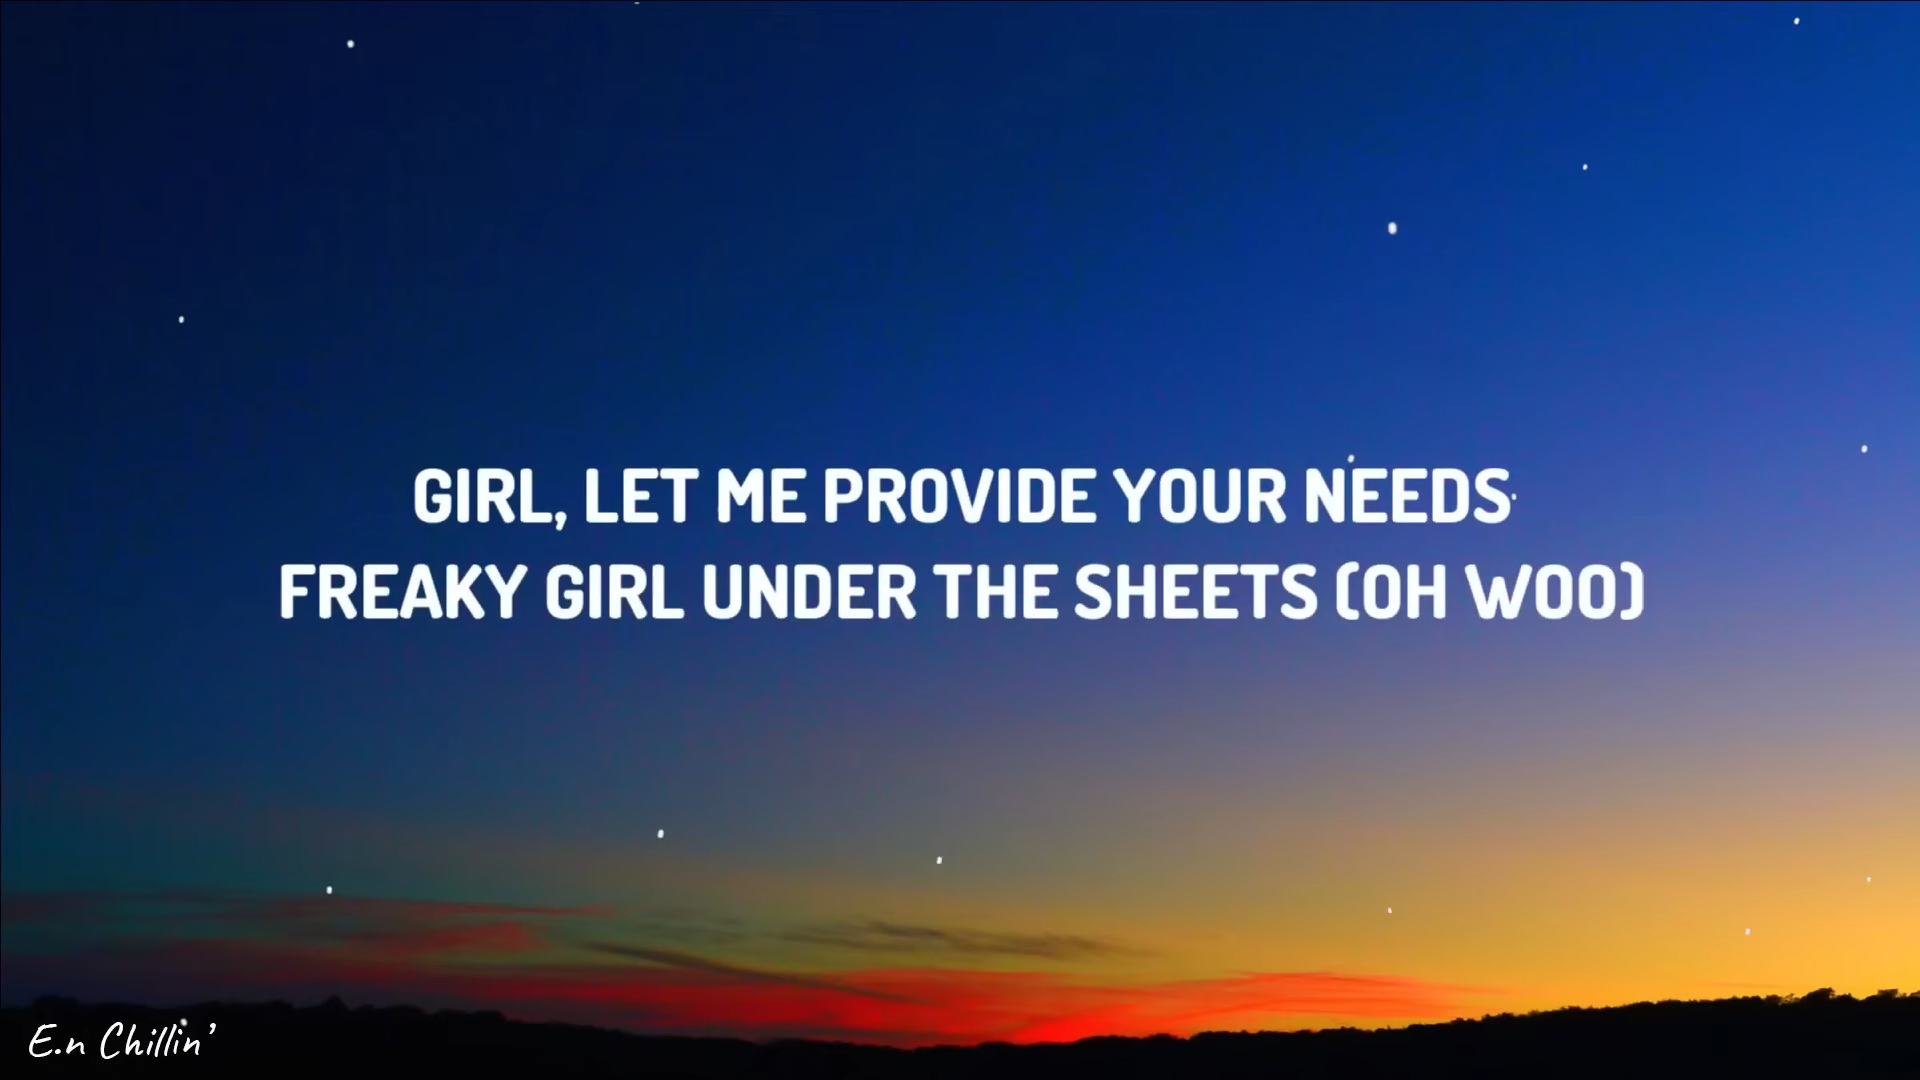 GIRL, LET ME PROVIDE YOUR NEEDS
FREAKY GIRL UNDER THE SHEETS (OH WOO)
E.n Chillin'